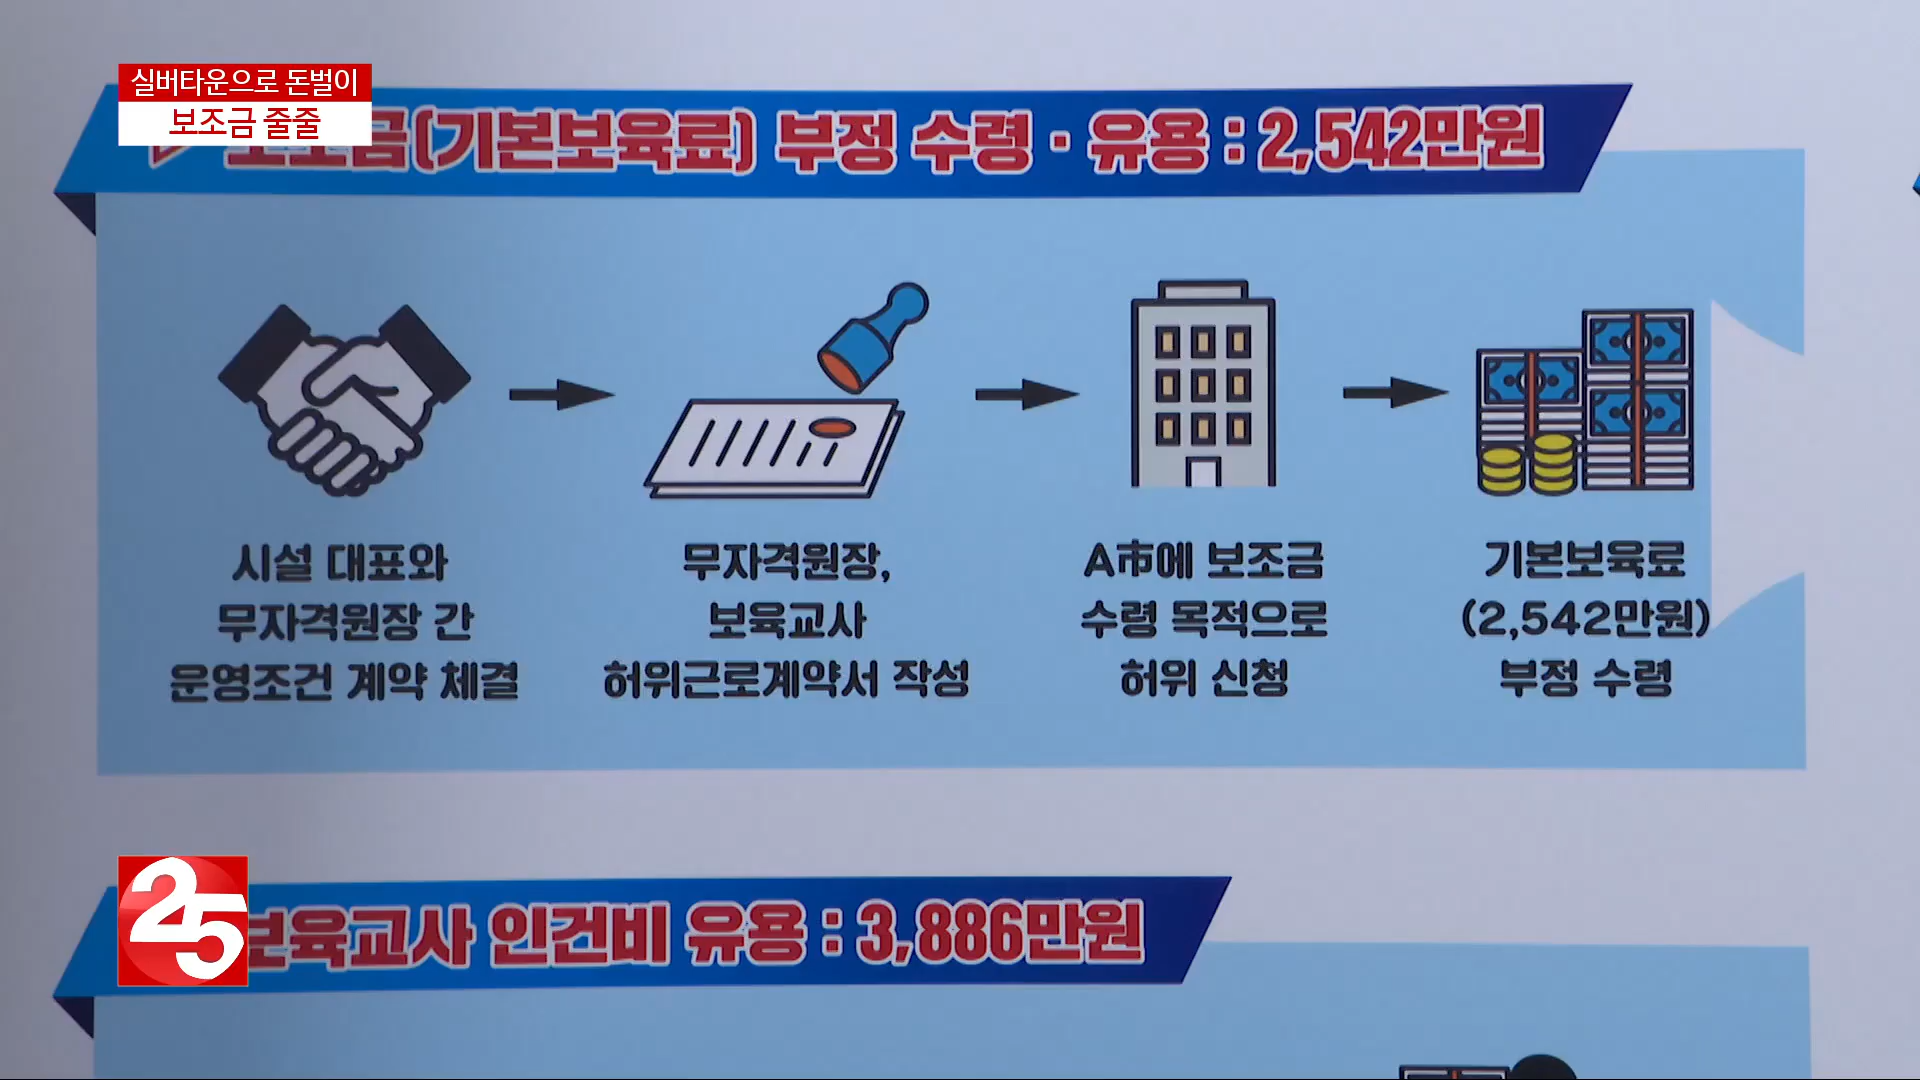 실버타운으로 돈벌이
보조금 줄줄
금(기본보육료) 부정 수령·유용 : 2,542만원
시설 대표와
무자격원장 간
운영조건 계약 체결
무자격원장,
보육교사
허위근로계약서 작성
A市에 보조금
수령 목적으로
허위 신청
기본보육료
(2,542만원)
부정 수령
25
보육교사 인건비 유용 : 3,886만원